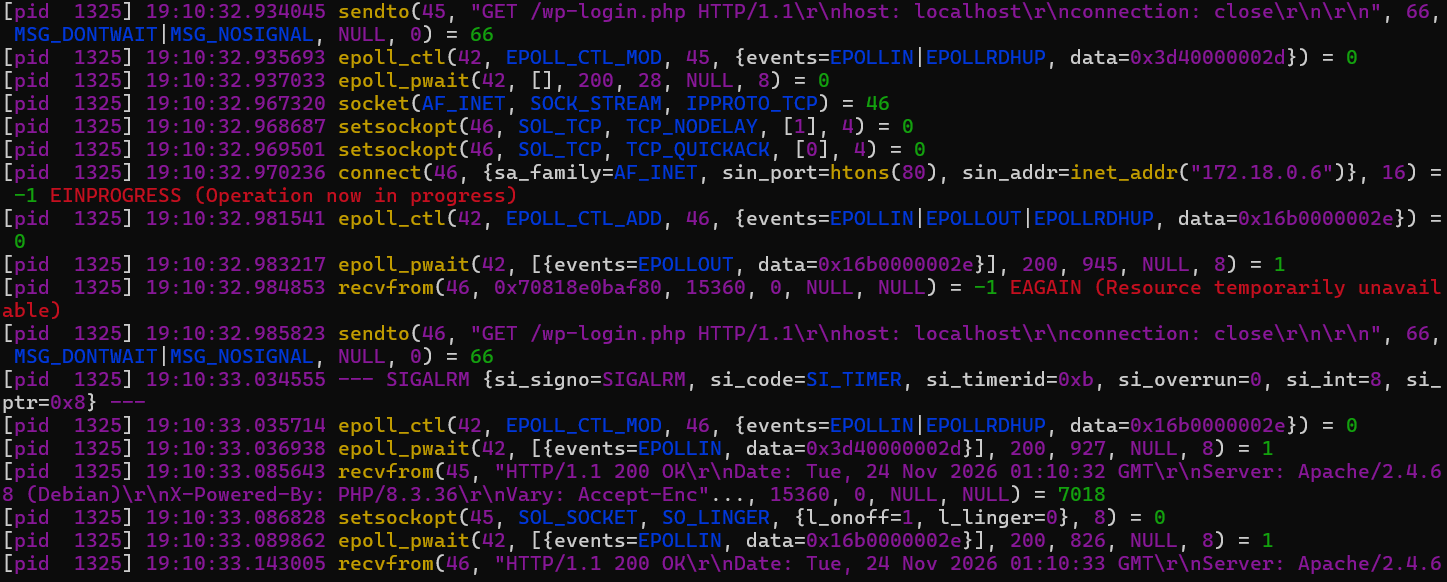 [pid  1325] 19:10:32.934045 sendto(45, "GET /wp-login.php HTTP/1.1\r\nhost: localhost\r\nconnection: close\r\n\r\n", 66,
 MSG_DONTWAIT|MSG_NOSIGNAL, NULL, 0) = 66
[pid  1325] 19:10:32.935693 epoll_ctl(42, EPOLL_CTL_MOD, 45, {events=EPOLLIN|EPOLLRDHUP, data=0x3d40000002d}) = 0
[pid  1325] 19:10:32.937033 epoll_pwait(42, [], 200, 28, NULL, 8) = 0
[pid  1325] 19:10:32.967320 socket(AF_INET, SOCK_STREAM, IPPROTO_TCP) = 46
[pid  1325] 19:10:32.968687 setsockopt(46, SOL_TCP, TCP_NODELAY, [1], 4) = 0
[pid  1325] 19:10:32.969501 setsockopt(46, SOL_TCP, TCP_QUICKACK, [0], 4) = 0
[pid  1325] 19:10:32.970236 connect(46, {sa_family=AF_INET, sin_port=htons(80), sin_addr=inet_addr("172.18.0.6")}, 16) =
 -1 EINPROGRESS (Operation now in progress)
[pid  1325] 19:10:32.981541 epoll_ctl(42, EPOLL_CTL_ADD, 46, {events=EPOLLIN|EPOLLOUT|EPOLLRDHUP, data=0x16b0000002e}) =
 0
[pid  1325] 19:10:32.983217 epoll_pwait(42, [{events=EPOLLOUT, data=0x16b0000002e}], 200, 945, NULL, 8) = 1
[pid  1325] 19:10:32.984853 recvfrom(46, 0x70818e0baf80, 15360, 0, NULL, NULL) = -1 EAGAIN (Resource temporarily unavail
able)
[pid  1325] 19:10:32.985823 sendto(46, "GET /wp-login.php HTTP/1.1\r\nhost: localhost\r\nconnection: close\r\n\r\n", 66,
 MSG_DONTWAIT|MSG_NOSIGNAL, NULL, 0) = 66
[pid  1325] 19:10:33.034555 --- SIGALRM {si_signo=SIGALRM, si_code=SI_TIMER, si_timerid=0xb, si_overrun=0, si_int=8, si_
ptr=0x8} ---
[pid  1325] 19:10:33.035714 epoll_ctl(42, EPOLL_CTL_MOD, 46, {events=EPOLLIN|EPOLLRDHUP, data=0x16b0000002e}) = 0
[pid  1325] 19:10:33.036938 epoll_pwait(42, [{events=EPOLLIN, data=0x3d40000002d}], 200, 927, NULL, 8) = 1
[pid  1325] 19:10:33.085643 recvfrom(45, "HTTP/1.1 200 OK\r\nDate: Tue, 24 Nov 2026 01:10:32 GMT\r\nServer: Apache/2.4.6
8 (Debian)\r\nX-Powered-By: PHP/8.3.36\r\nVary: Accept-Enc"..., 15360, 0, NULL, NULL) = 7018
[pid  1325] 19:10:33.086828 setsockopt(45, SOL_SOCKET, SO_LINGER, {l_onoff=1, l_linger=0}, 8) = 0
[pid  1325] 19:10:33.089862 epoll_pwait(42, [{events=EPOLLIN, data=0x16b0000002e}], 200, 826, NULL, 8) = 1
[pid  1325] 19:10:33.143005 recvfrom(46, "HTTP/1.1 200 OK\r\nDate: Tue, 24 Nov 2026 01:10:33 GMT\r\nServer: Apache/2.4.6